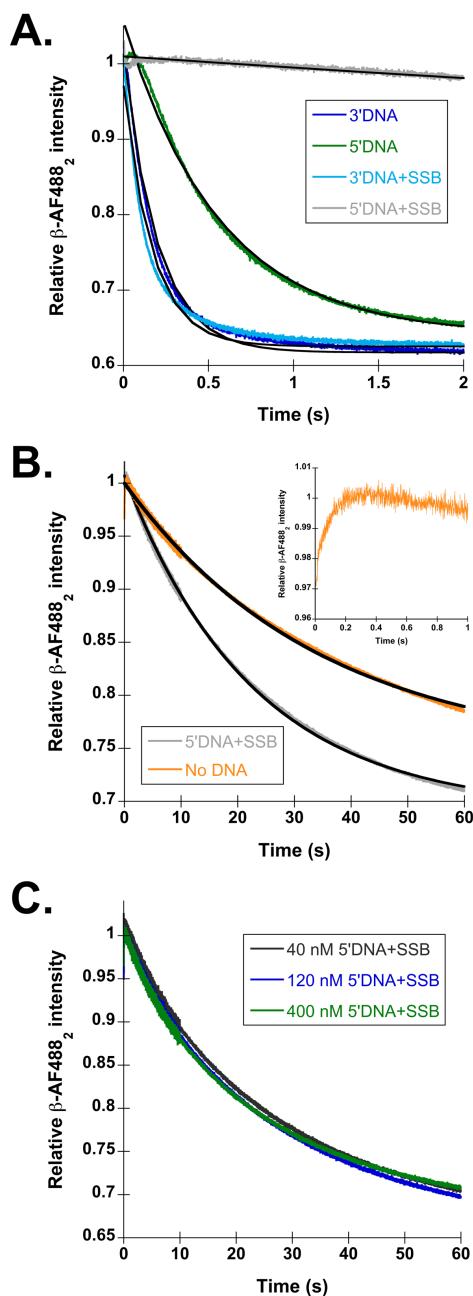 A.
Relative β-AF488₂ intensity
1
0.9
0.8
0.7
0.6
3'DNA
5'DNA
3'DNA+SSB
5'DNA+SSB
0 0.5 1 1.5 2
Time (s)
B.
Relative β-AF488₂ intensity
1
0.95
0.9
0.85
0.8
0.75
0.7
Relative β-AF488₂ intensity
1.01
1
0.99
0.98
0.97
0.96
0 0.2 0.4 0.6 0.8 1
Time (s)
5'DNA+SSB
No DNA
0 10 20 30 40 50 60
Time (s)
C.
Relative β-AF488₂ intensity
1
0.95
0.9
0.85
0.8
0.75
0.7
0.65
40 nM 5'DNA+SSB
120 nM 5'DNA+SSB
400 nM 5'DNA+SSB
0 10 20 30 40 50 60
Time (s)